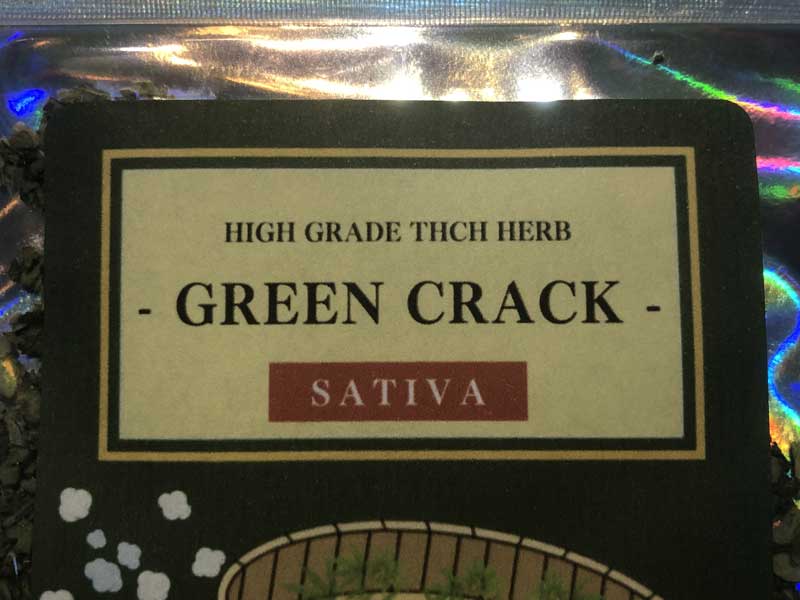 HIGH GRADE THCH HERB
- GREEN CRACK -
SATIVA